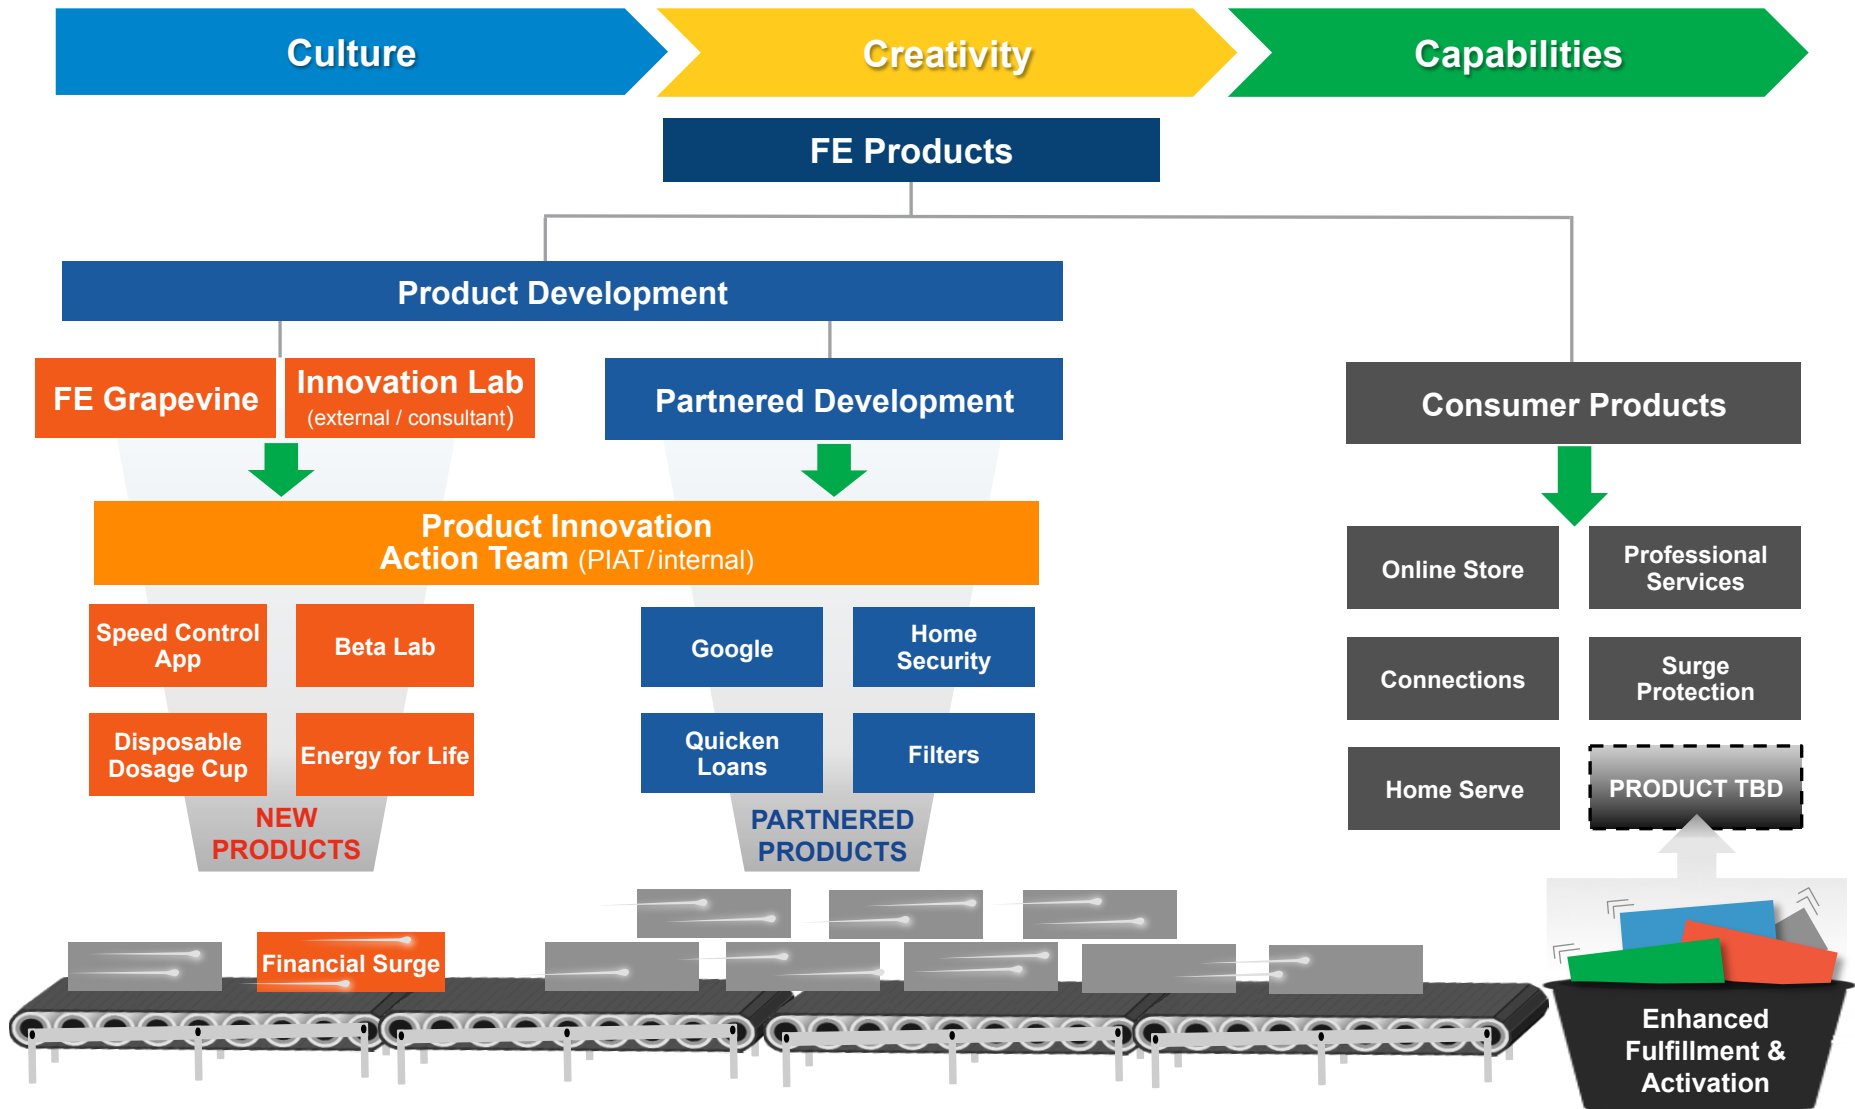 Culture
Creativity
Capabilities
FE Products
Product Development
FE Grapevine
Innovation Lab
(external / consultant)
Partnered Development
Consumer Products
Product Innovation
Action Team (PIAT/internal)
Speed Control
App
Beta Lab
Disposable
Dosage Cup
Energy for Life
NEW
PRODUCTS
Google
Home
Security
Quicken
Loans
Filters
PARTNERED
PRODUCTS
Online Store
Professional
Services
Connections
Surge
Protection
Home Serve
PRODUCT TBD
Financial Surge
Enhanced
Fulfillment &
Activation